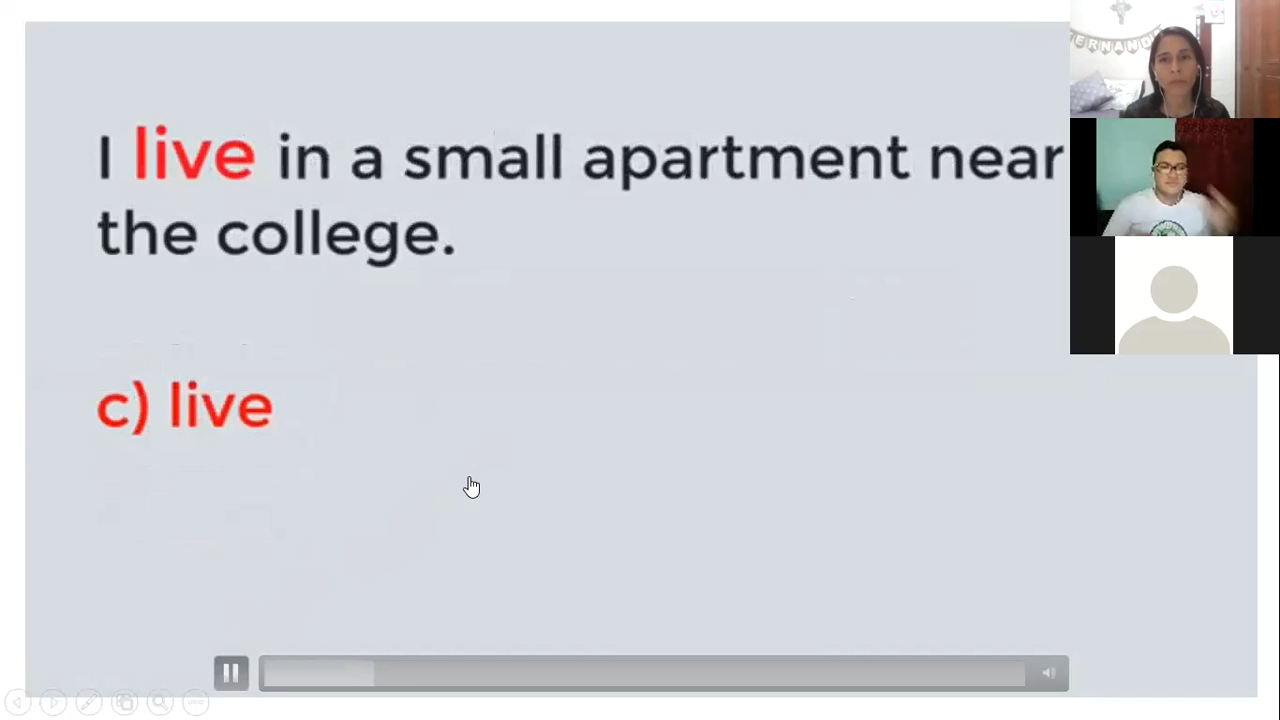 I live in a small apartment near
the college.
c) live